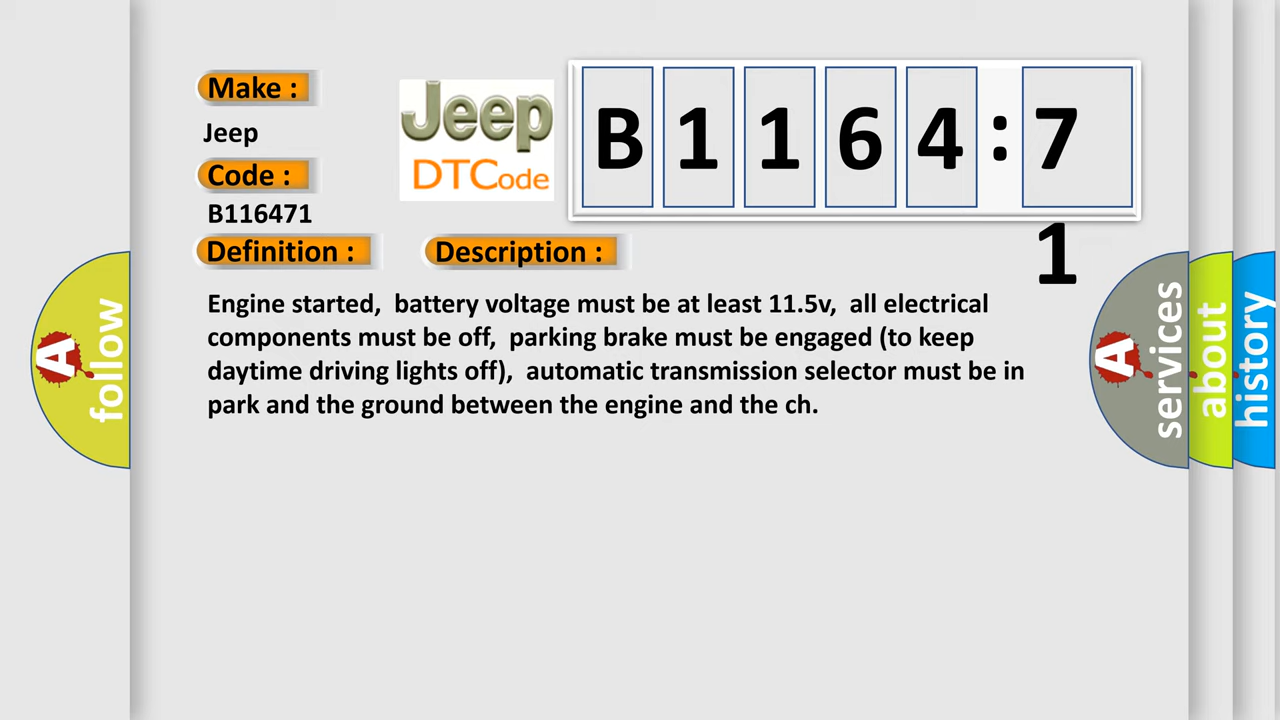 Make :
Jeep
Code :
B116471
Definition :
Description :
Jeep
DTCode
B 1 1 6 4 : 7
1
Engine started,  battery voltage must be at least 11.5v,  all electrical
components must be off,  parking brake must be engaged (to keep
daytime driving lights off),  automatic transmission selector must be in
park and the ground between the engine and the ch.
A follow
A services
about
history